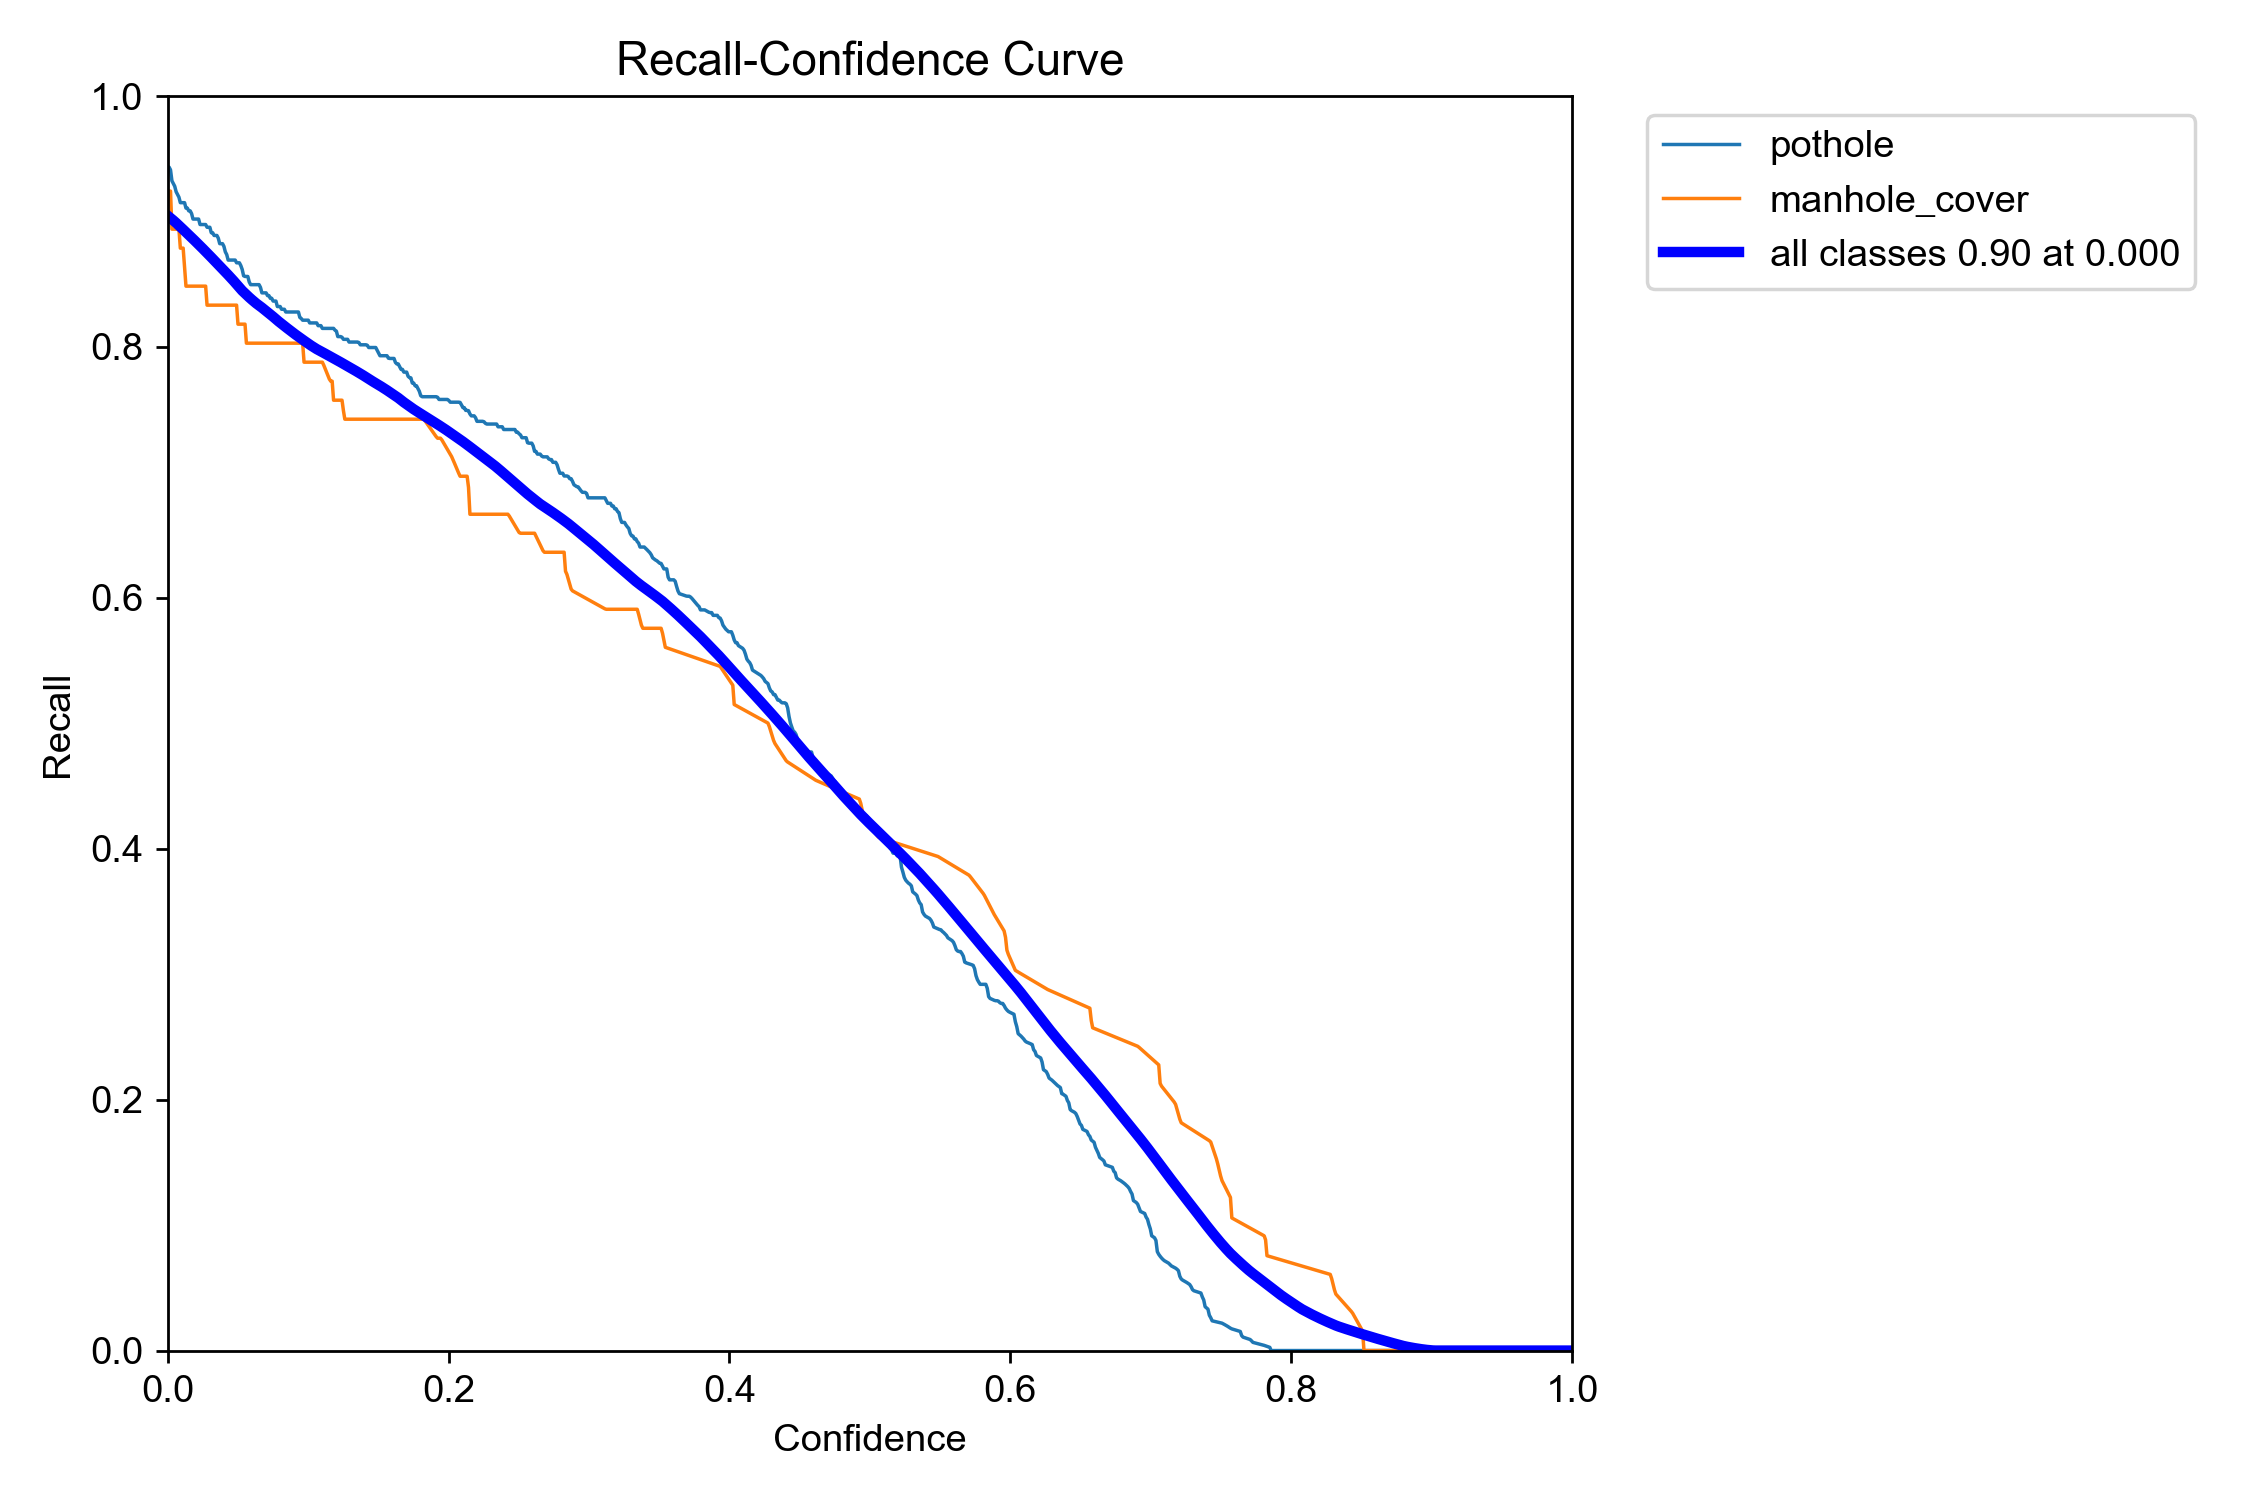 Recall-Confidence Curve
1.0
0.8
0.6
0.4
0.2
0.0
Recall
0.0 0.2 0.4 0.6 0.8 1.0
Confidence
pothole
manhole_cover
all classes 0.90 at 0.000